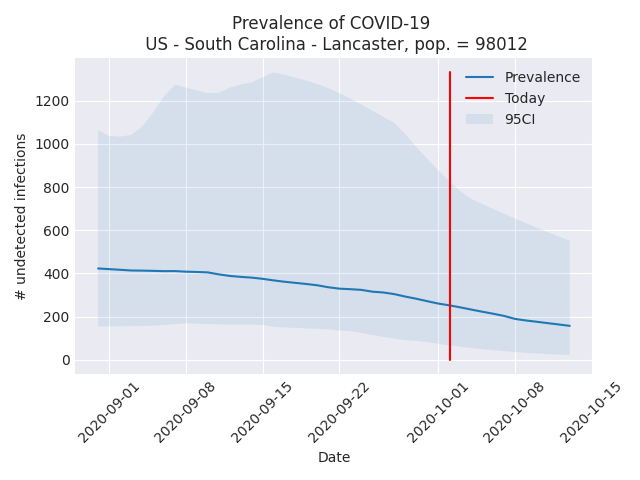 Prevalence of COVID-19
US - South Carolina - Lancaster, pop. = 98012
Prevalence
Today
95CI
# undetected infections
1200
1000
800
600
400
200
0
2020-09-01
2020-09-08
2020-09-15
2020-09-22
2020-10-01
2020-10-08
2020-10-15
Date